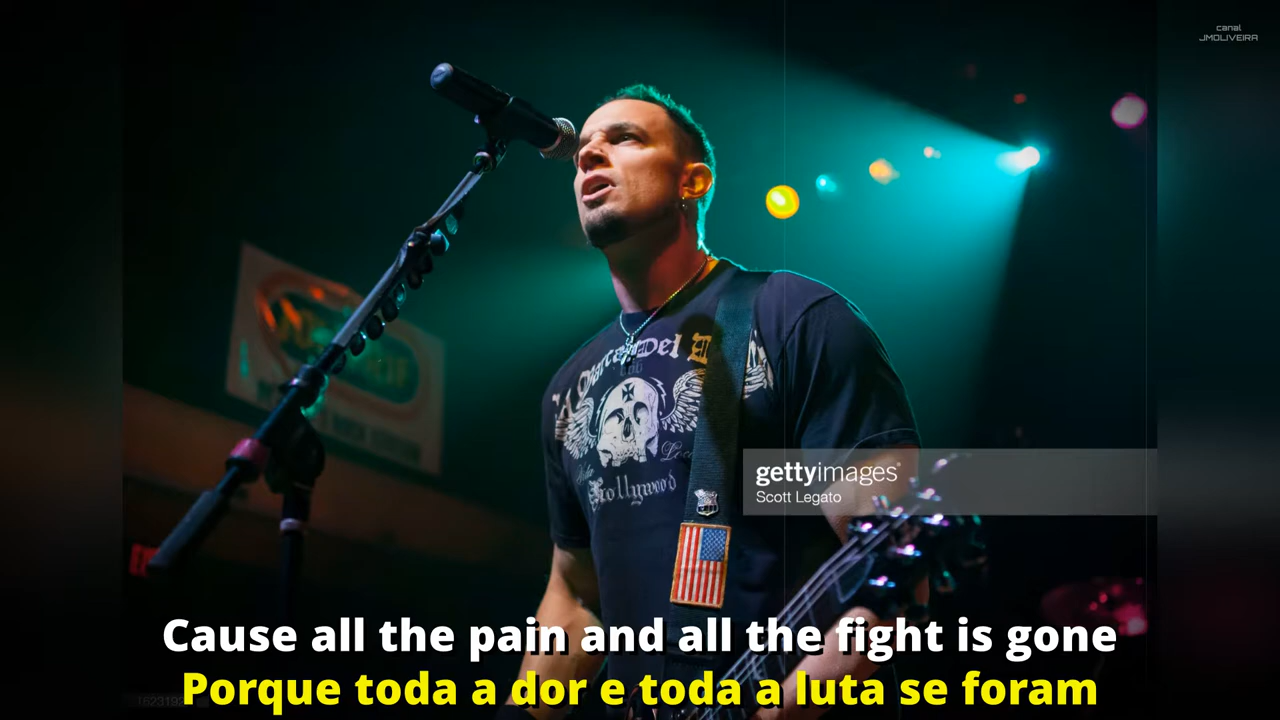 canal
JMOLIVEIRA
Hollywood
gettyimages®
Scott Legato
Cause all the pain and all the fight is gone
Porque toda a dor e toda a luta se foram